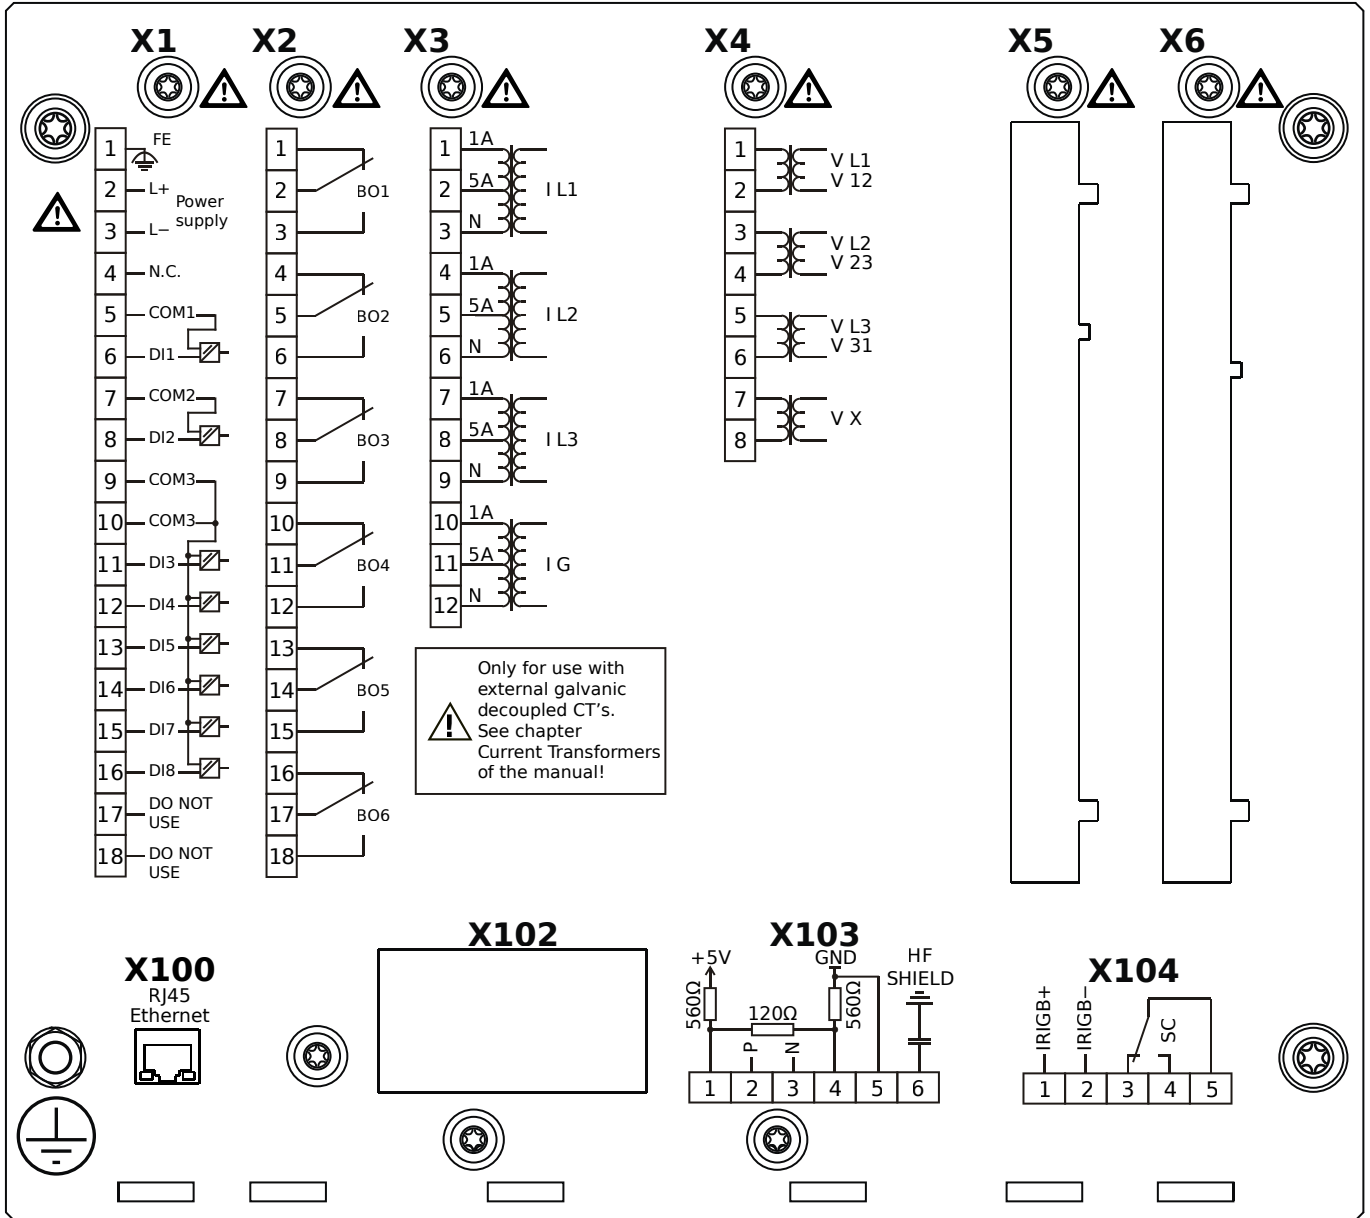 X1
X2
X3
X4
X5
X6
1 FE
2 L+
3 L−
Power
supply
4 N.C.
5 COM1
6 DI1
7 COM2
8 DI2
9 COM3
10 COM3
11 DI3
12 DI4
13 DI5
14 DI6
15 DI7
16 DI8
17 DO NOT
USE
18 DO NOT
USE
1
2 BO1
3
4
5 BO2
6
7
8 BO3
9
10
11 BO4
12
13
14 BO5
15
16
17 BO6
18
1 1A
2 5A I L1
3 N
4 1A
5 5A I L2
6 N
7 1A
8 5A I L3
9 N
10 1A
11 5A I G
12 N
Only for use with
external galvanic
decoupled CT's.
See chapter
Current Transformers
of the manual!
1 V L1
2 V 12
3 V L2
4 V 23
5 V L3
6 V 31
7 V X
8
X100
RJ45
Ethernet
X102
X103
+5V
GND
HF
SHIELD
560Ω
120Ω
560Ω
P
N
1 2 3 4 5 6
X104
IRIGB+
IRIGB−
SC
1 2 3 4 5